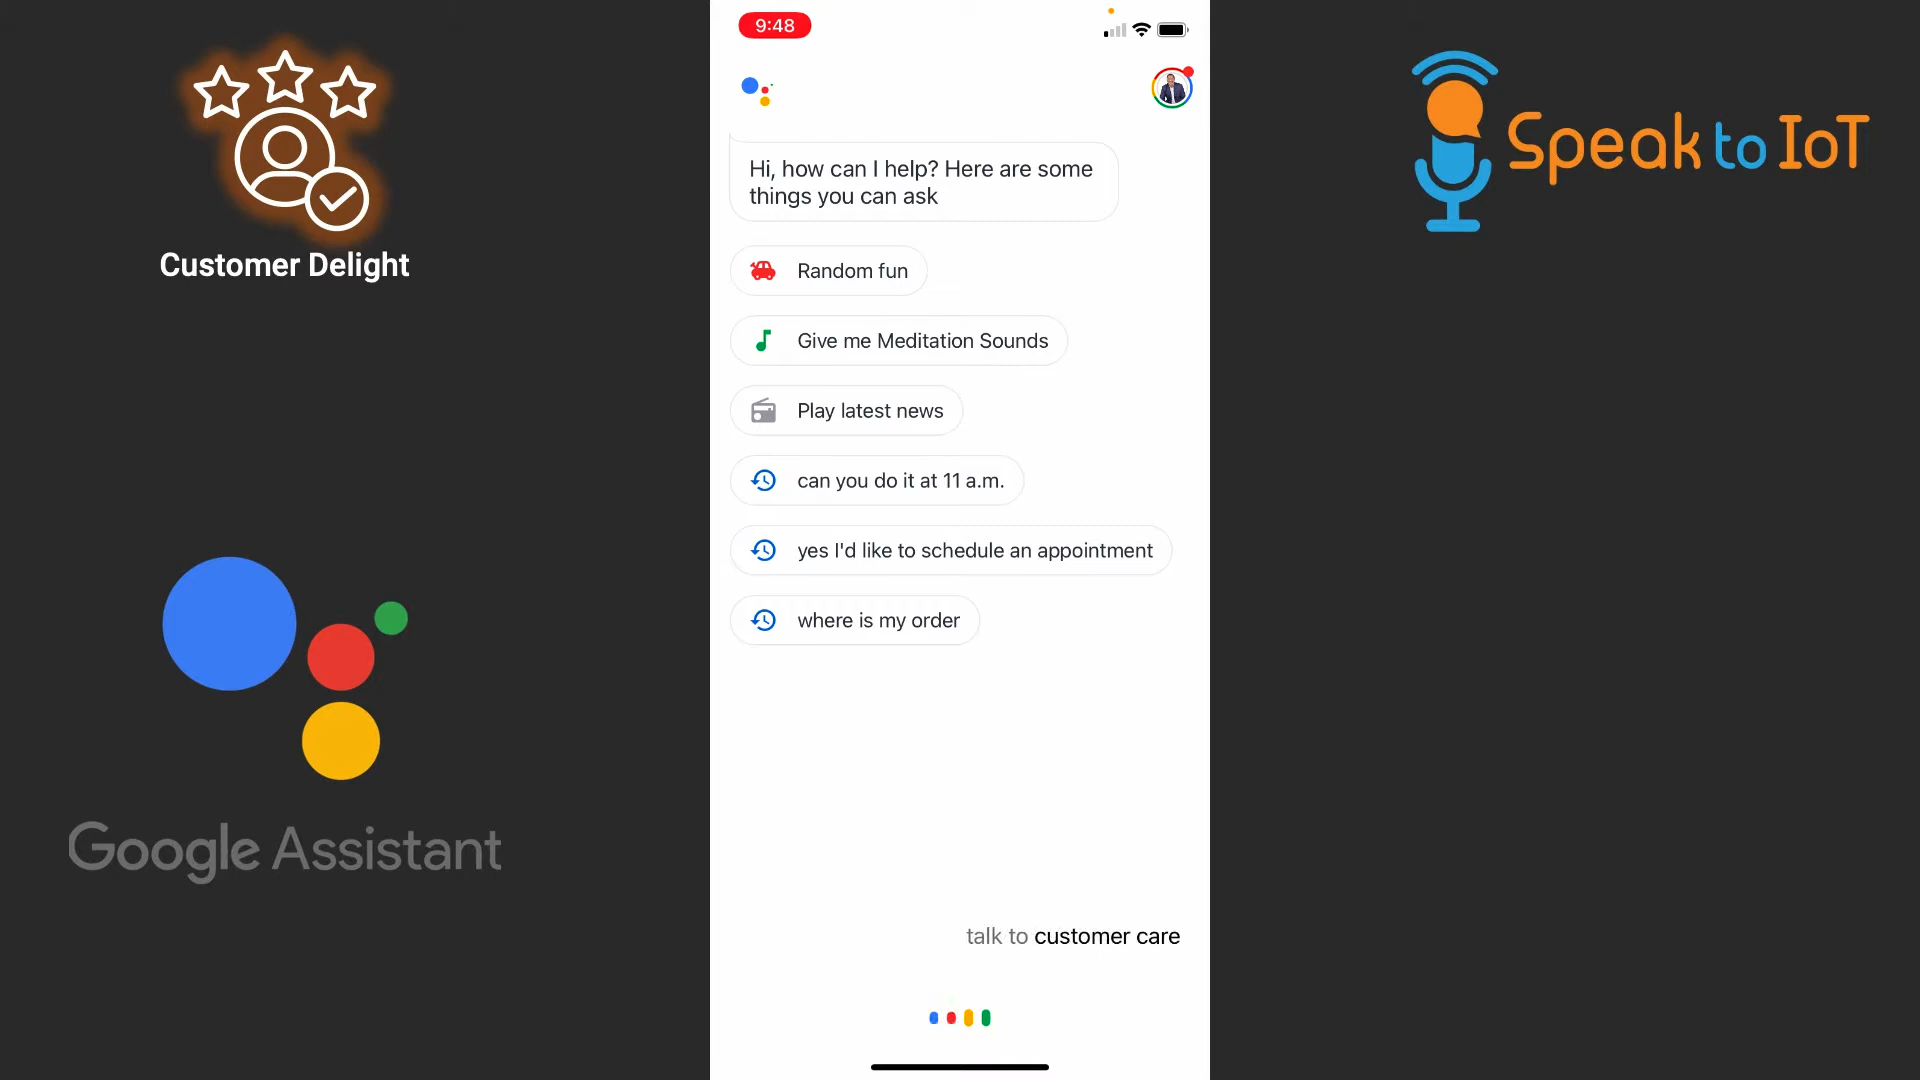 Customer Delight
Google Assistant
9:48
Hi, how can I help? Here are some
things you can ask
Random fun
Give me Meditation Sounds
Play latest news
can you do it at 11 a.m.
yes I'd like to schedule an appointment
where is my order
talk to customer care
Speak to IoT